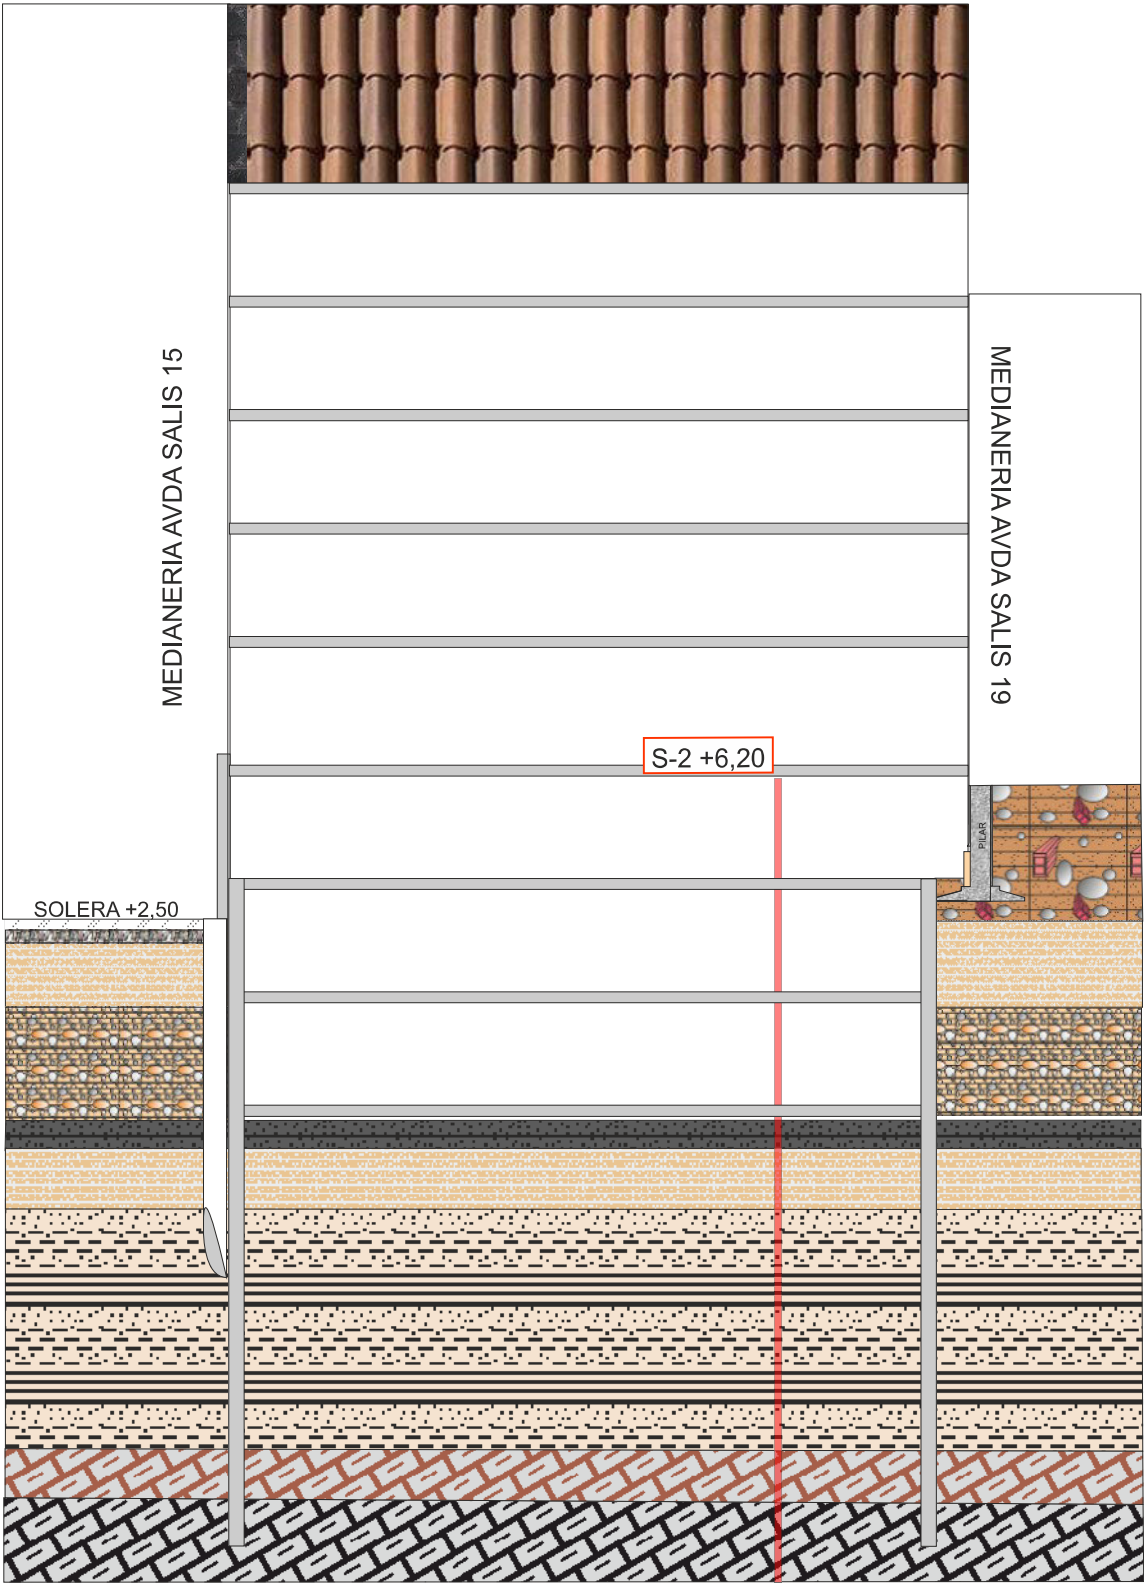 MEDIANERIA AVDA SALIS 15
MEDIANERIA AVDA SALIS 19
S-2 +6,20
PILAR
SOLERA +2,50